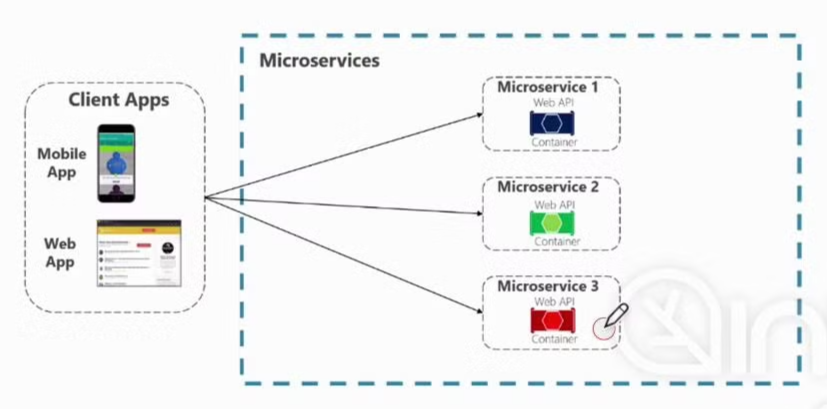 Microservices
Client Apps
Mobile
App
Web
App
Microservice 1
Web API
Container
Microservice 2
Web API
Container
Microservice 3
Web API
Container